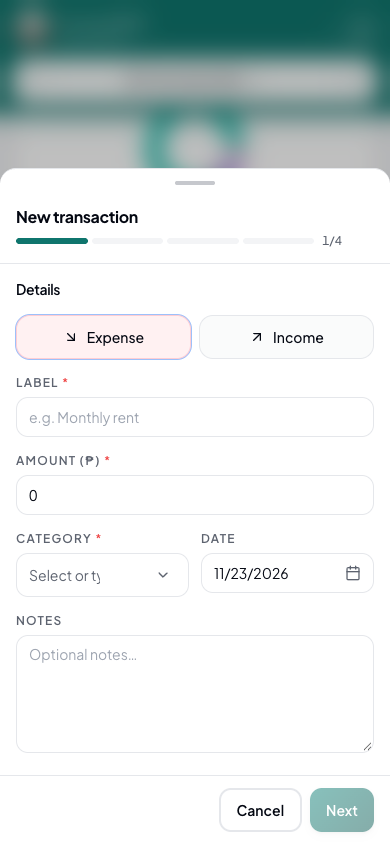 New transaction
1/4
Details
Expense
Income
LABEL *
e.g. Monthly rent
AMOUNT (₱) *
0
CATEGORY *
DATE
Select or ty
11/23/2026
NOTES
Optional notes...
Cancel
Next